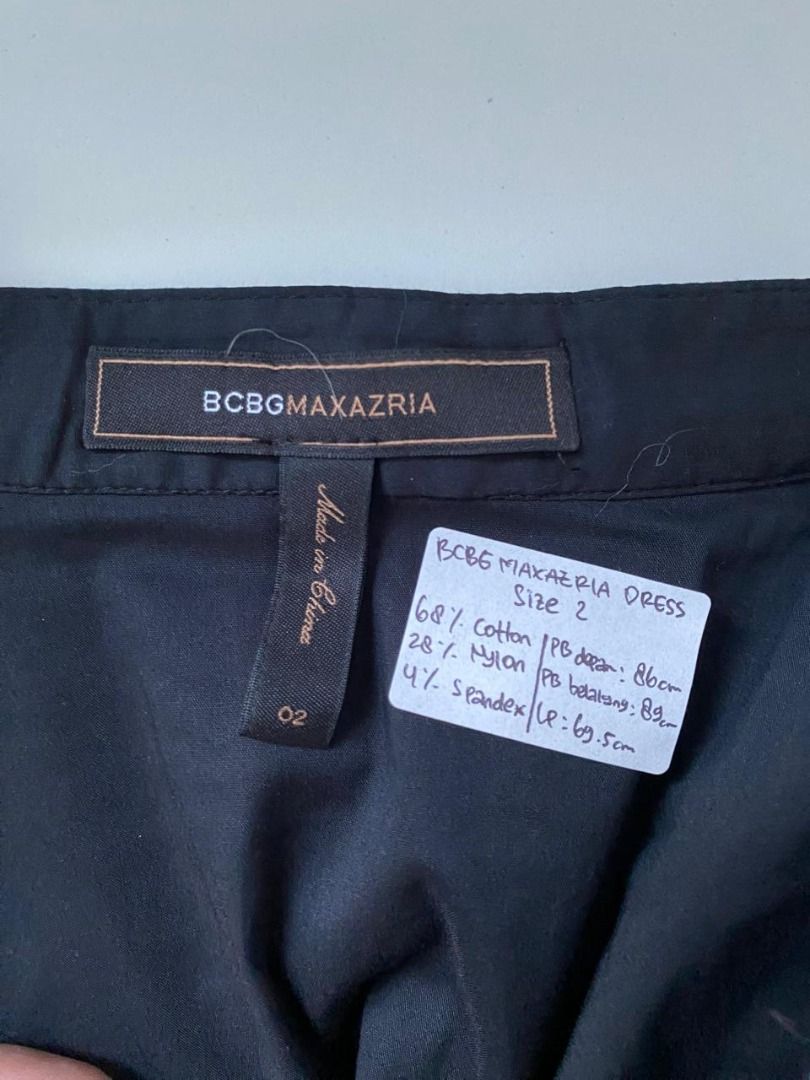 BCBGMAXAZRIA
Made in China
02
BCBG MAXAZRIA DRESS
Size 2
68% Cotton
28% Nylon
4% Spandex
PB depan: 86cm
PB belakang: 89cm
LP: 69.5cm